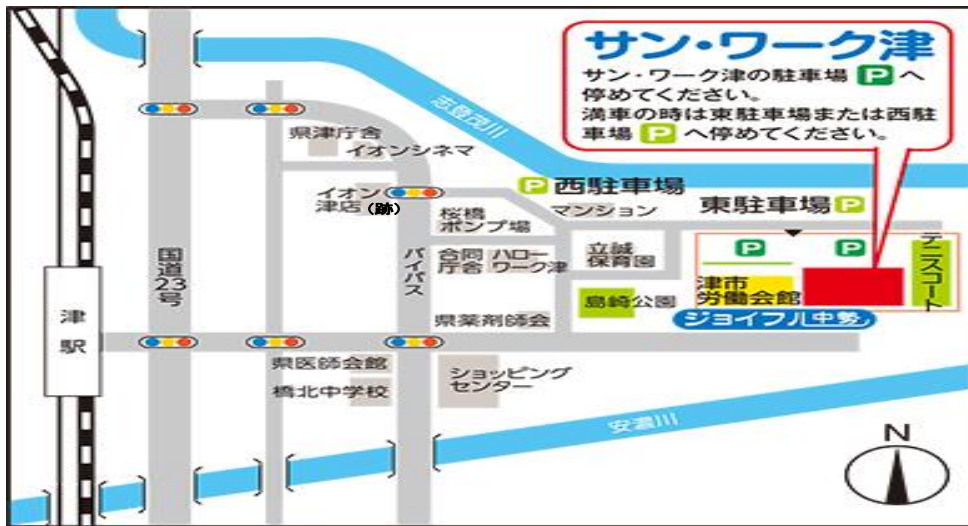 サン・ワーク津
サン・ワーク津の駐車場 P へ
停めてください。
満車の時は東駐車場または西駐
車場 P へ停めてください。
志登茂川
県津庁舎
イオンシネマ
イオン
津店
(跡)
P 西駐車場
桜橋
ポンプ場
マンション
東駐車場 P
国道23号
バイパス
合同
庁舎
ハロー
ワーク津
立誠
保育園
P
P
テニスコート
津市
労働会館
島崎公園
ジョイフル中勢
津駅
県薬剤師会
県医師会館
橋北中学校
ショッピング
センター
安濃川
N